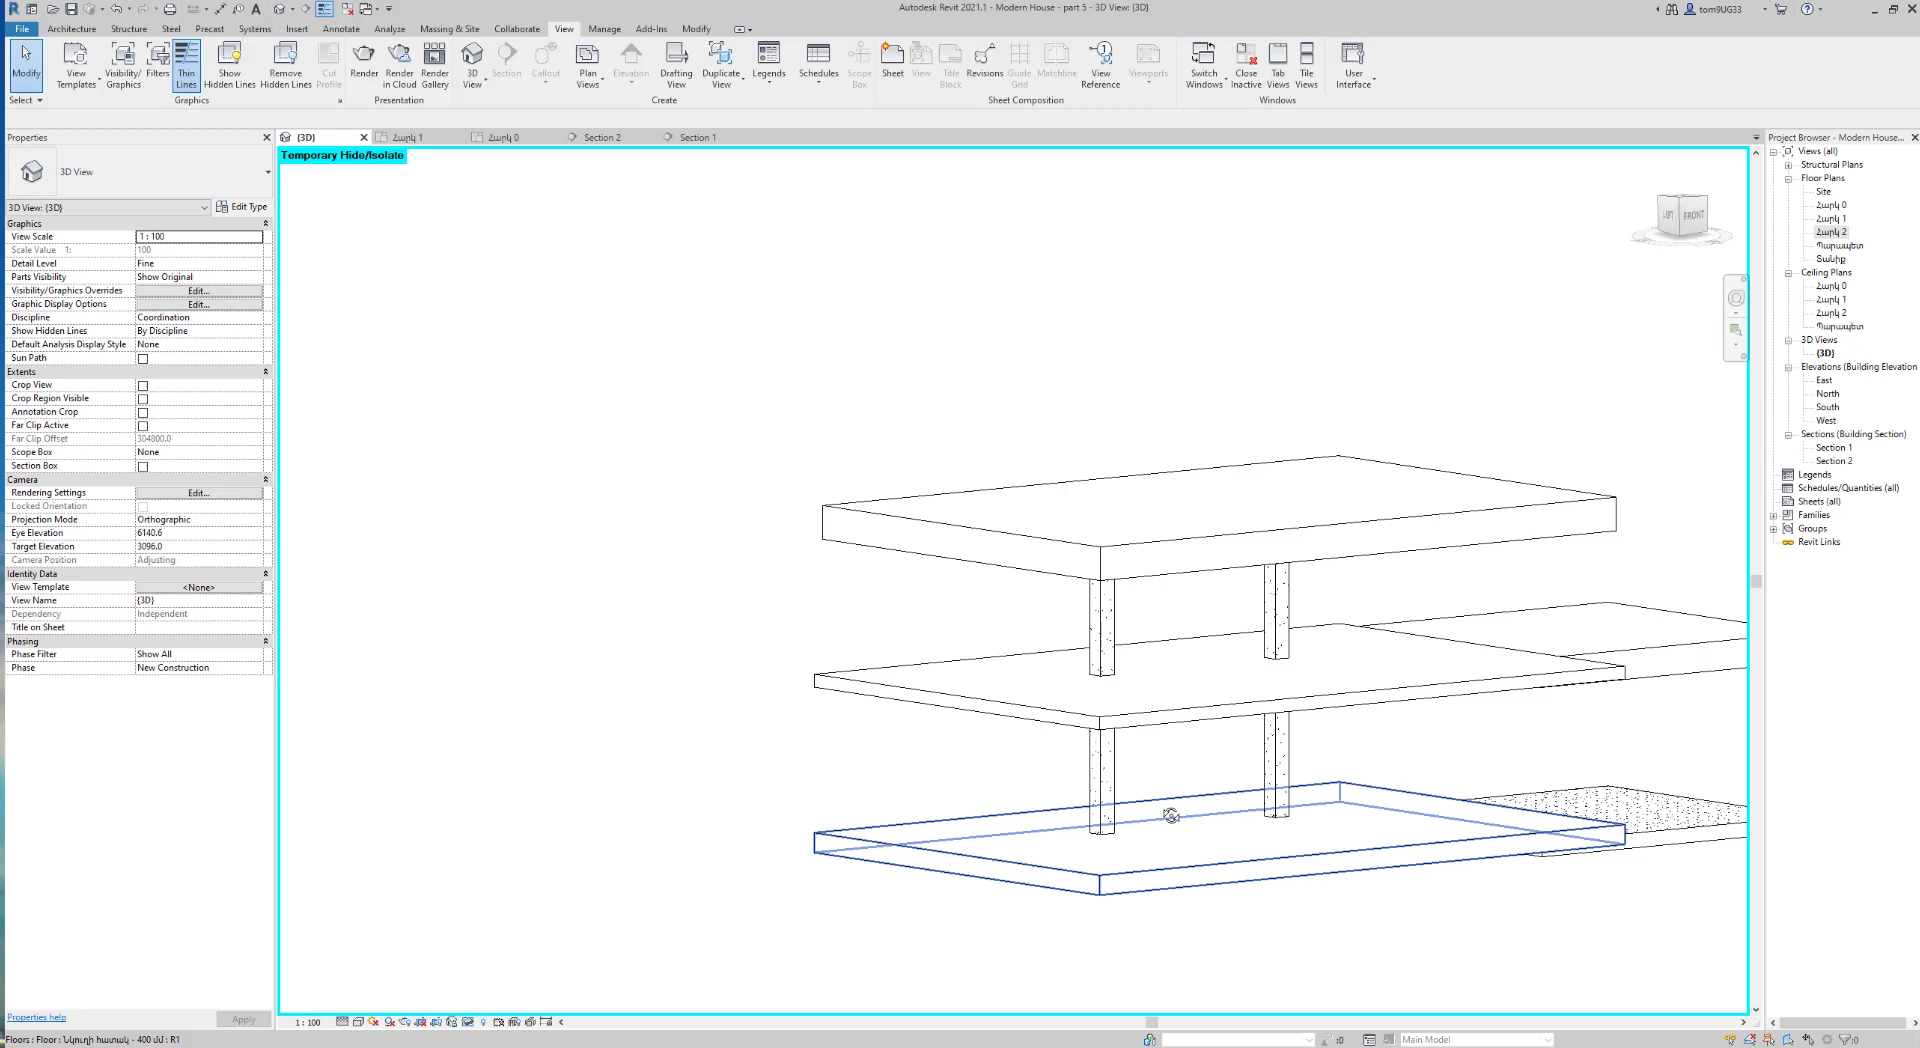 Autodesk Revit 2021.1 - Modern House - part 5 - 3D View: {3D}
tom9UG33
File Architecture Structure Steel Precast Systems Insert Annotate Analyze Massing & Site Collaborate View Manage Add-Ins Modify
Modify
View Templates
Visibility/ Graphics
Filters
Thin Lines
Show Hidden Lines
Remove Hidden Lines
Cut Profile
Render
Render in Cloud
Render Gallery
3D View
Section
Callout
Plan Views
Elevation
Drafting View
Duplicate View
Legends
Schedules
Scope Box
Sheet
View
Title Block
Revisions
Guide Grid
Matchline
View Reference
Viewports
Switch Windows
Close Inactive
Tab Views
Tile Views
User Interface
Select Graphics Presentation Create Sheet Composition Windows
Properties
{3D} Հարկ 1 Հարկ 0 Section 2 Section 1
Temporary Hide/Isolate
3D View
3D View: {3D} Edit Type
Graphics
View Scale 1 : 100
Scale Value 1: 100
Detail Level Fine
Parts Visibility Show Original
Visibility/Graphics Overrides Edit...
Graphic Display Options Edit...
Discipline Coordination
Show Hidden Lines By Discipline
Default Analysis Display Style None
Sun Path
Extents
Crop View
Crop Region Visible
Annotation Crop
Far Clip Active
Far Clip Offset 304800.0
Scope Box None
Section Box
Camera
Rendering Settings Edit...
Locked Orientation
Projection Mode Orthographic
Eye Elevation 6140.6
Target Elevation 3096.0
Camera Position Adjusting
Identity Data
View Template <None>
View Name {3D}
Dependency Independent
Title on Sheet
Phasing
Phase Filter Show All
Phase New Construction
Properties help Apply
LEFT FRONT
Project Browser - Modern House...
Views (all)
Structural Plans
Floor Plans
Site
Հարկ 0
Հարկ 1
Հարկ 2
Պարապետ
Տանիք
Ceiling Plans
Հարկ 0
Հարկ 1
Հարկ 2
Պարապետ
3D Views
{3D}
Elevations (Building Elevation
East
North
South
West
Sections (Building Section)
Section 1
Section 2
Legends
Schedules/Quantities (all)
Sheets (all)
Families
Groups
Revit Links
1 : 100
Floors : Floor : Նկուղի հատակ - 400 մմ : R1
:0 Main Model :0